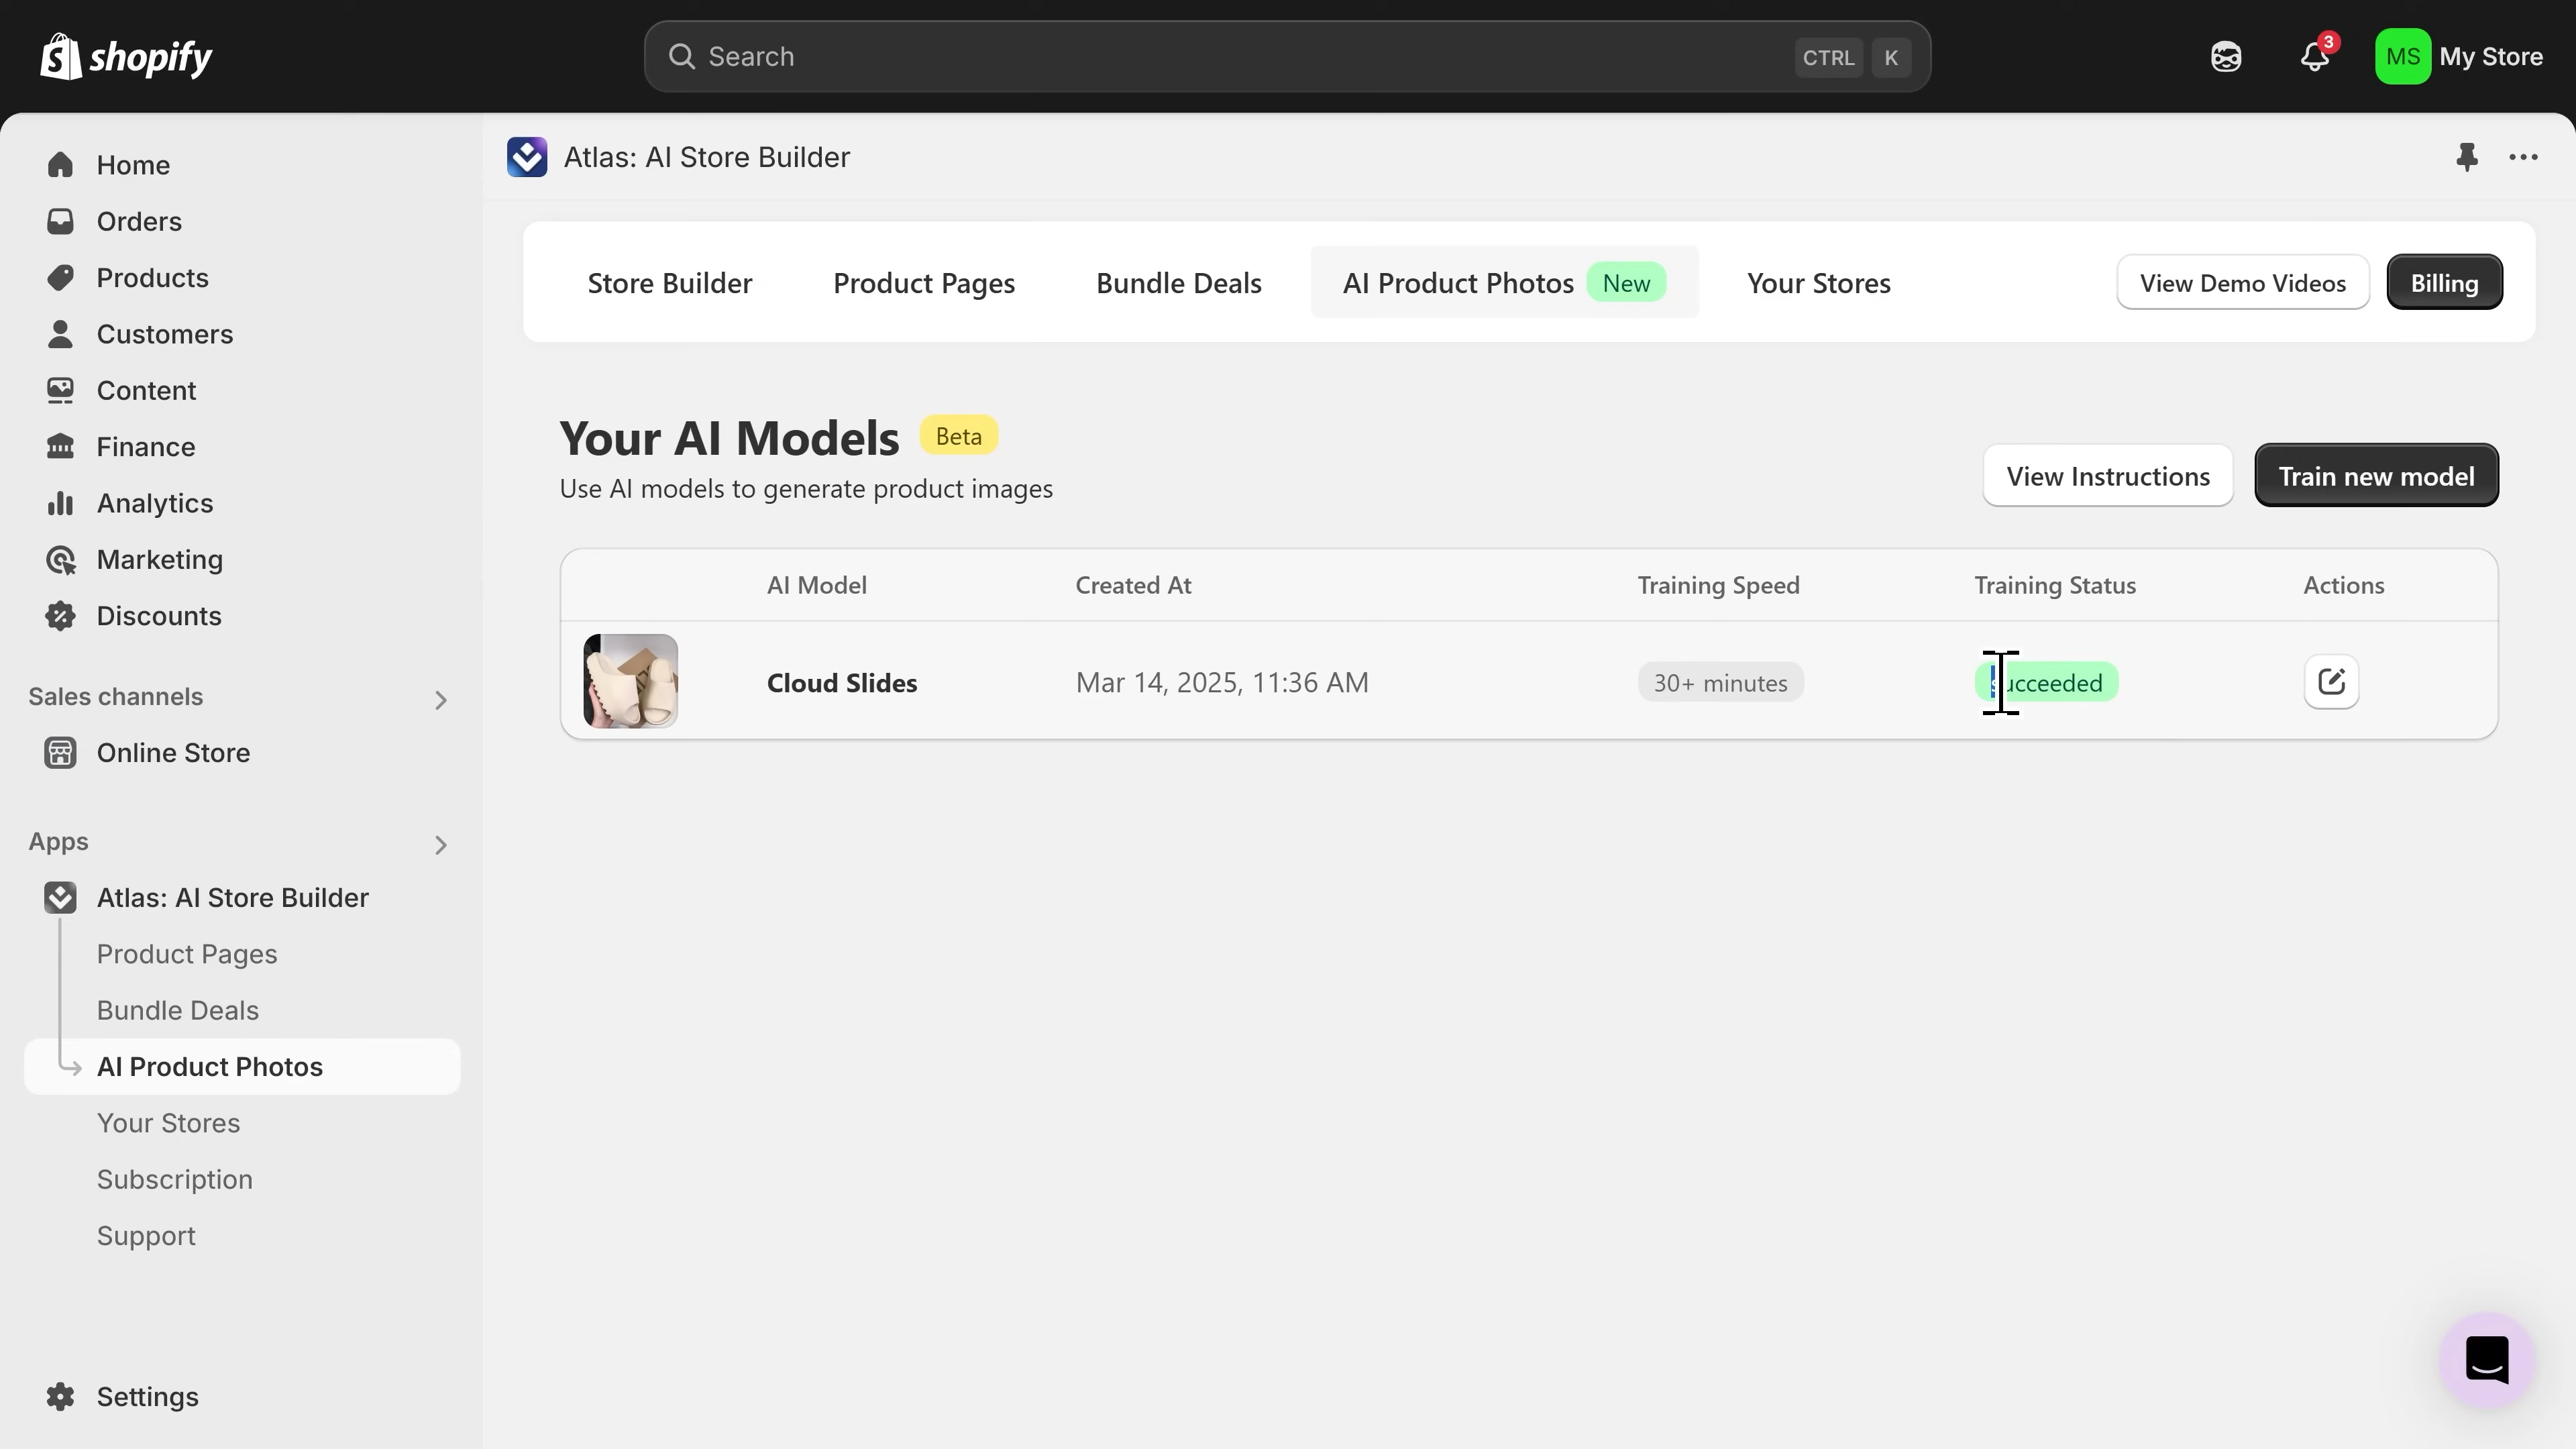 shopify
Search
CTRL K
3
MS
My Store
Home
Orders
Products
Customers
Content
Finance
Analytics
Marketing
Discounts
Sales channels
Online Store
Apps
Atlas: AI Store Builder
Product Pages
Bundle Deals
AI Product Photos
Your Stores
Subscription
Support
Settings
Atlas: AI Store Builder
Store Builder
Product Pages
Bundle Deals
AI Product Photos New
Your Stores
View Demo Videos
Billing
Your AI Models Beta
Use AI models to generate product images
View Instructions
Train new model
AI Model
Created At
Training Speed
Training Status
Actions
Cloud Slides
Mar 14, 2025, 11:36 AM
30+ minutes
succeeded